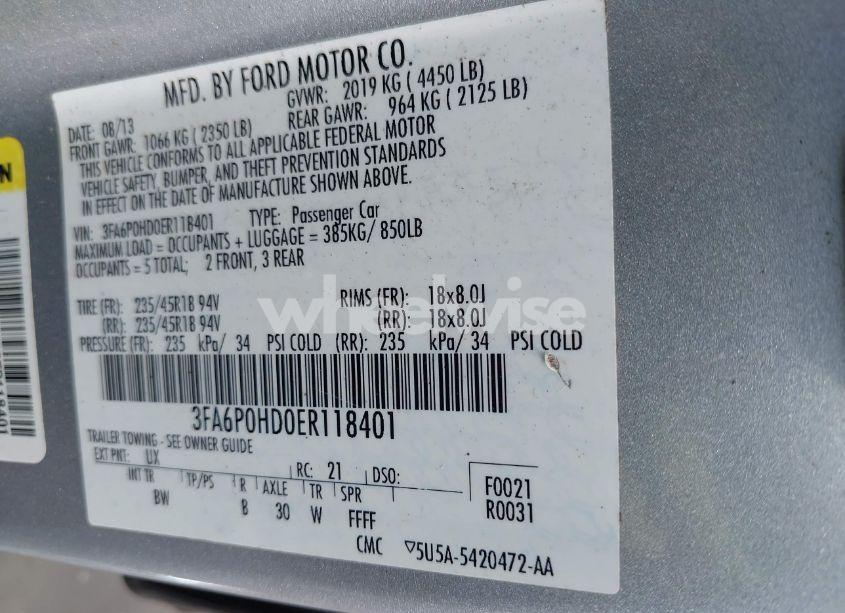 MFD. BY FORD MOTOR CO.
DATE: 08/13 GVWR: 2019 KG ( 4450 LB)
FRONT GAWR: 1066 KG ( 2350 LB) REAR GAWR: 964 KG ( 2125 LB)
THIS VEHICLE CONFORMS TO ALL APPLICABLE FEDERAL MOTOR
VEHICLE SAFETY, BUMPER, AND THEFT PREVENTION STANDARDS
IN EFFECT ON THE DATE OF MANUFACTURE SHOWN ABOVE.
VIN: 3FA6P0HD0ER118401 TYPE: Passenger Car
MAXIMUM LOAD = OCCUPANTS + LUGGAGE = 385KG/ 850LB
OCCUPANTS = 5 TOTAL; 2 FRONT, 3 REAR
TIRE (FR): 235/45R18 94V RIMS (FR): 18x8.0J
(RR): 235/45R18 94V (RR): 18x8.0J
PRESSURE (FR): 235 kPa/ 34 PSI COLD (RR): 235 kPa/ 34 PSI COLD
3FA6P0HD0ER118401
TRAILER TOWING - SEE OWNER GUIDE
EXT PNT: UX RC: 21 DSO:
INT TR TP/PS R AXLE TR SPR F0021
BW B 30 W FFFF R0031
CMC ▽5U5A-5420472-AA
wheelwise
N